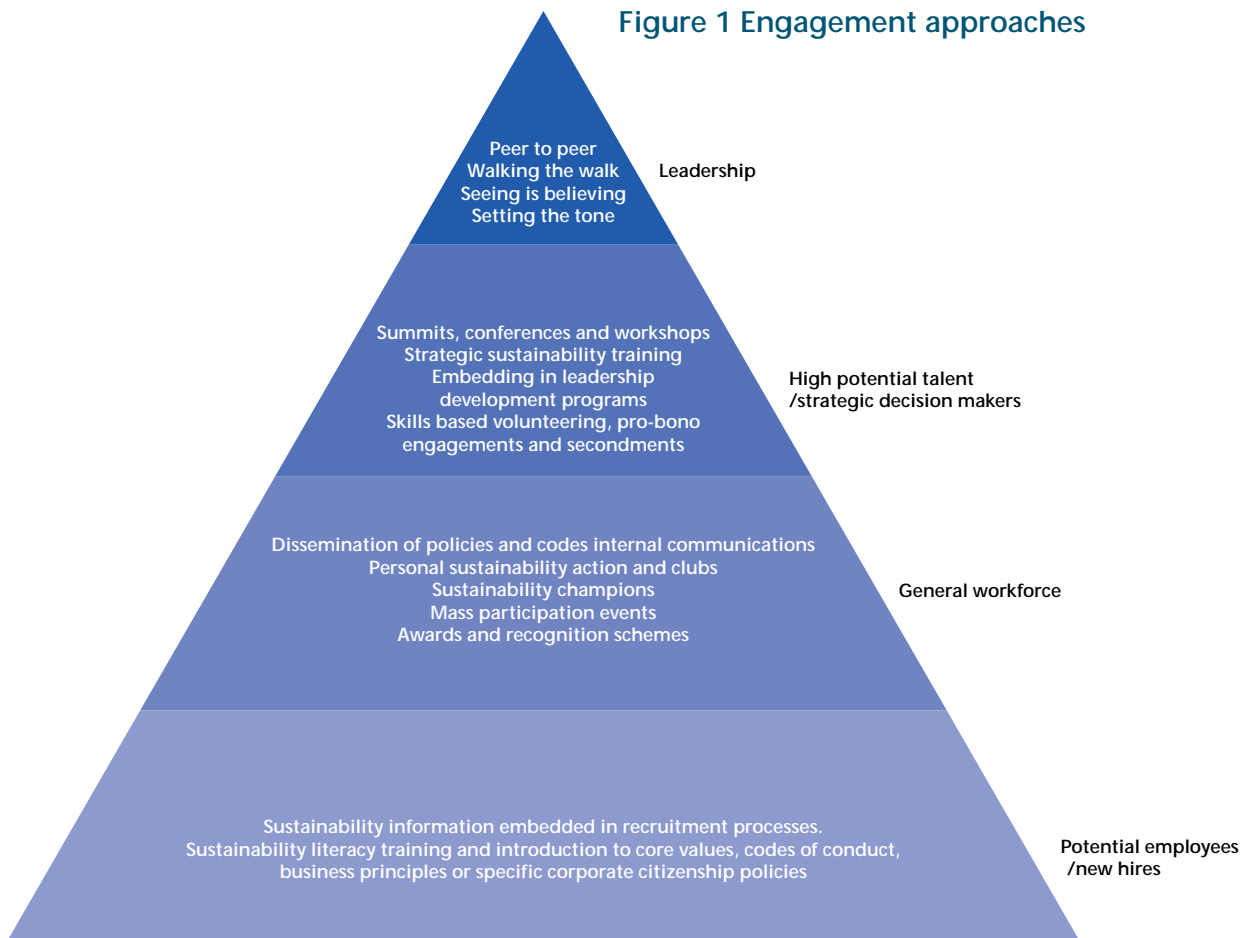 Figure 1 Engagement approaches
Peer to peer
Walking the walk
Seeing is believing
Setting the tone
Leadership
Summits, conferences and workshops
Strategic sustainability training
Embedding in leadership
development programs
Skills based volunteering, pro-bono
engagements and secondments
High potential talent
/strategic decision makers
Dissemination of policies and codes internal communications
Personal sustainability action and clubs
Sustainability champions
Mass participation events
Awards and recognition schemes
General workforce
Sustainability information embedded in recruitment processes.
Sustainability literacy training and introduction to core values, codes of conduct,
business principles or specific corporate citizenship policies
Potential employees
/new hires